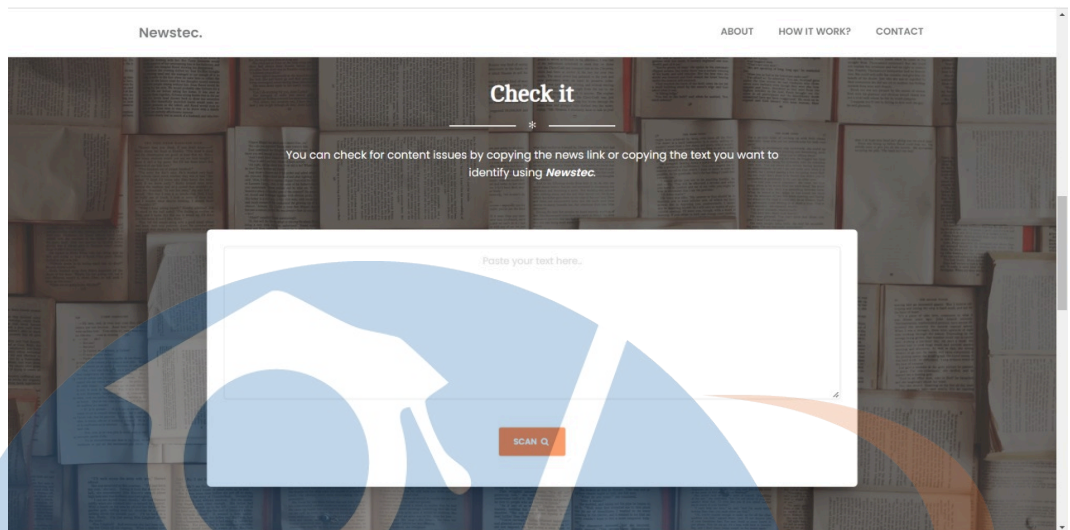 Newstec.
ABOUT HOW IT WORK? CONTACT
Check it
You can check for content issues by copying the news link or copying the text you want to
identify using Newstec.
Paste your text here..
SCAN